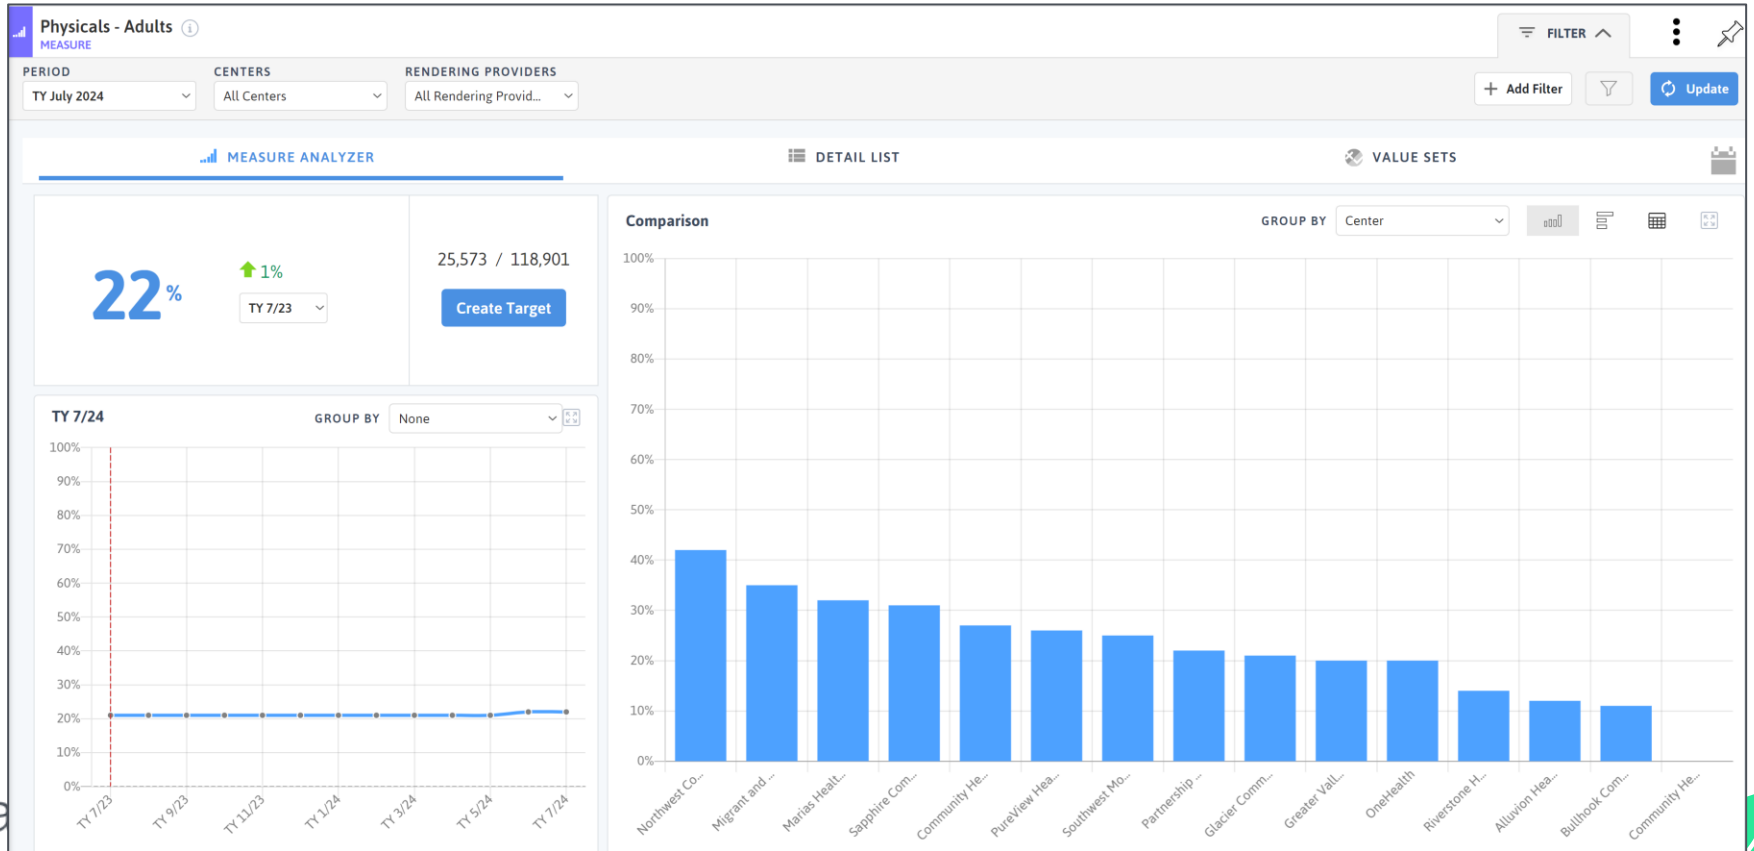 Physicals - Adults
MEASURE
FILTER
PERIOD
CENTERS
RENDERING PROVIDERS
TY July 2024
All Centers
All Rendering Provid...
+ Add Filter
Update
MEASURE ANALYZER
DETAIL LIST
VALUE SETS
22%
1%
TY 7/23
25,573 / 118,901
Create Target
TY 7/24
GROUP BY
None
100%
90%
80%
70%
60%
50%
40%
30%
20%
10%
0%
TY 7/23
TY 9/23
TY 11/23
TY 1/24
TY 3/24
TY 5/24
TY 7/24
Comparison
GROUP BY
Center
100%
90%
80%
70%
60%
50%
40%
30%
20%
10%
0%
Northwest Co...
Migrant and ...
Marias Healt...
Sapphire Com...
Community He...
PureView Hea...
Southwest Mo...
Partnership ...
Glacier Comm...
Greater Vall...
OneHealth
Riverstone H...
Alluvion Hea...
Bullhook Com...
Community He...